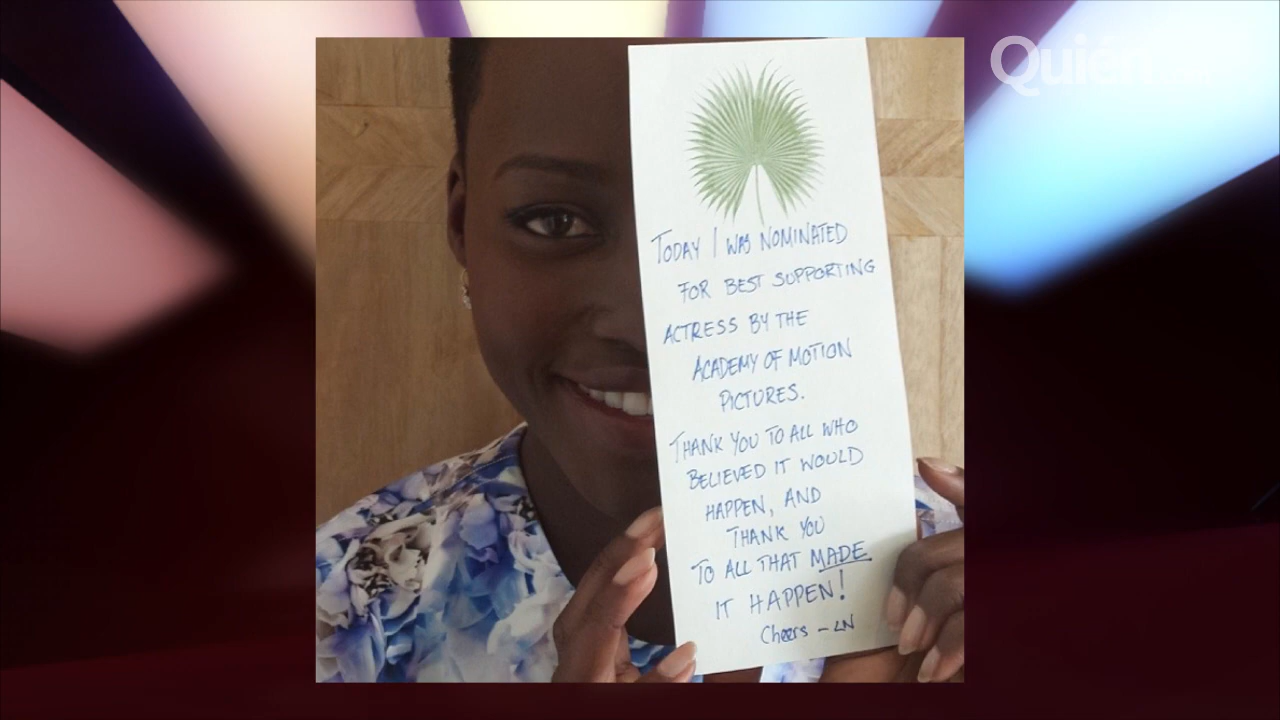 Quién
TODAY I WAS NOMINATED
FOR BEST SUPPORTING
ACTRESS BY THE
ACADEMY OF MOTION
PICTURES.
THANK YOU TO ALL WHO
BELIEVED IT WOULD
HAPPEN, AND
THANK YOU
TO ALL THAT MADE
IT HAPPEN!
Cheers - LN